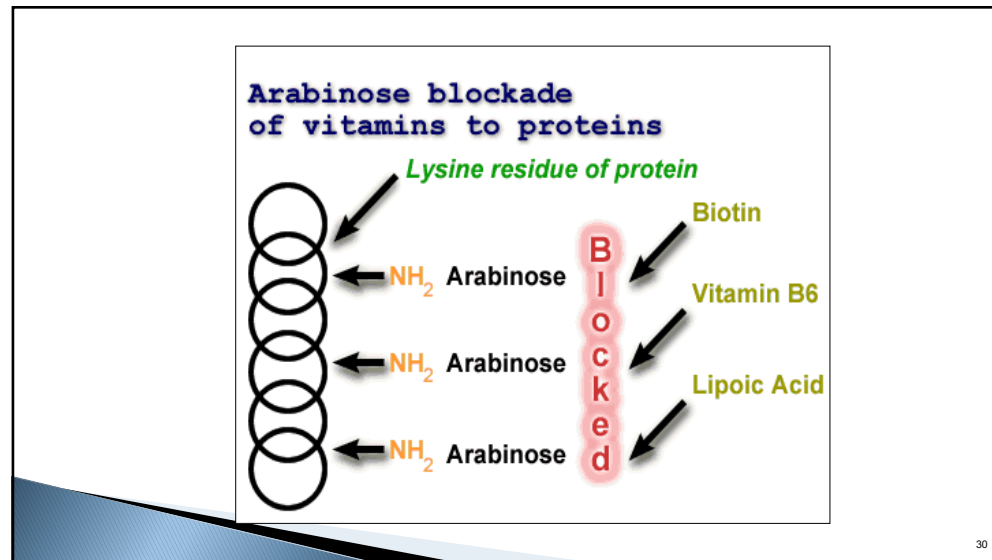 Arabinose blockade
of vitamins to proteins
Lysine residue of protein
Biotin
NH2 Arabinose
Vitamin B6
NH2 Arabinose
Lipoic Acid
NH2 Arabinose
Blocked
30